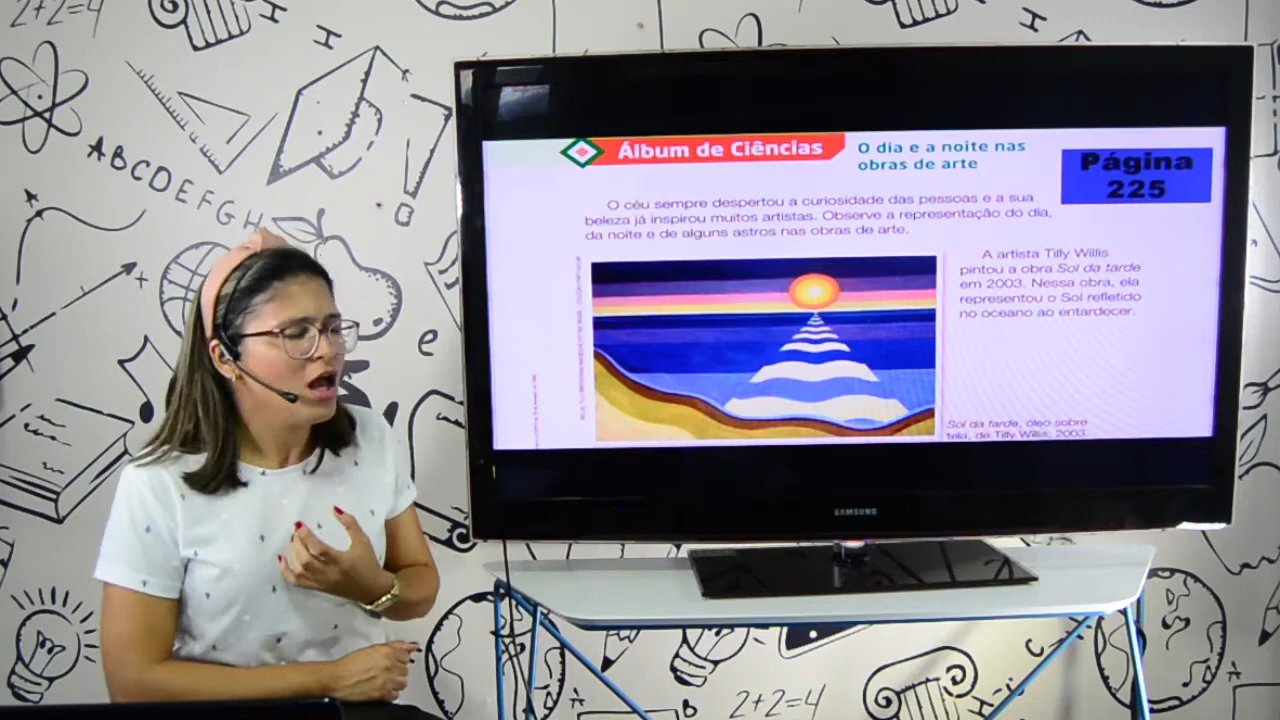 2+2=4
H
I
I
ABCDEFGH
e
Álbum de Ciências
O dia e a noite nas
obras de arte
Página
225
O céu sempre despertou a curiosidade das pessoas e a sua
beleza já inspirou muitos artistas. Observe a representação do dia,
da noite e de alguns astros nas obras de arte.
A artista Tilly Willis
pintou a obra Sol da tarde
em 2003. Nessa obra, ela
representou o Sol refletido
no oceano ao entardecer.
Sol da tarde, óleo sobre
tela, de Tilly Willis, 2003.
SAMSUNG
2+2=4
B
C
H